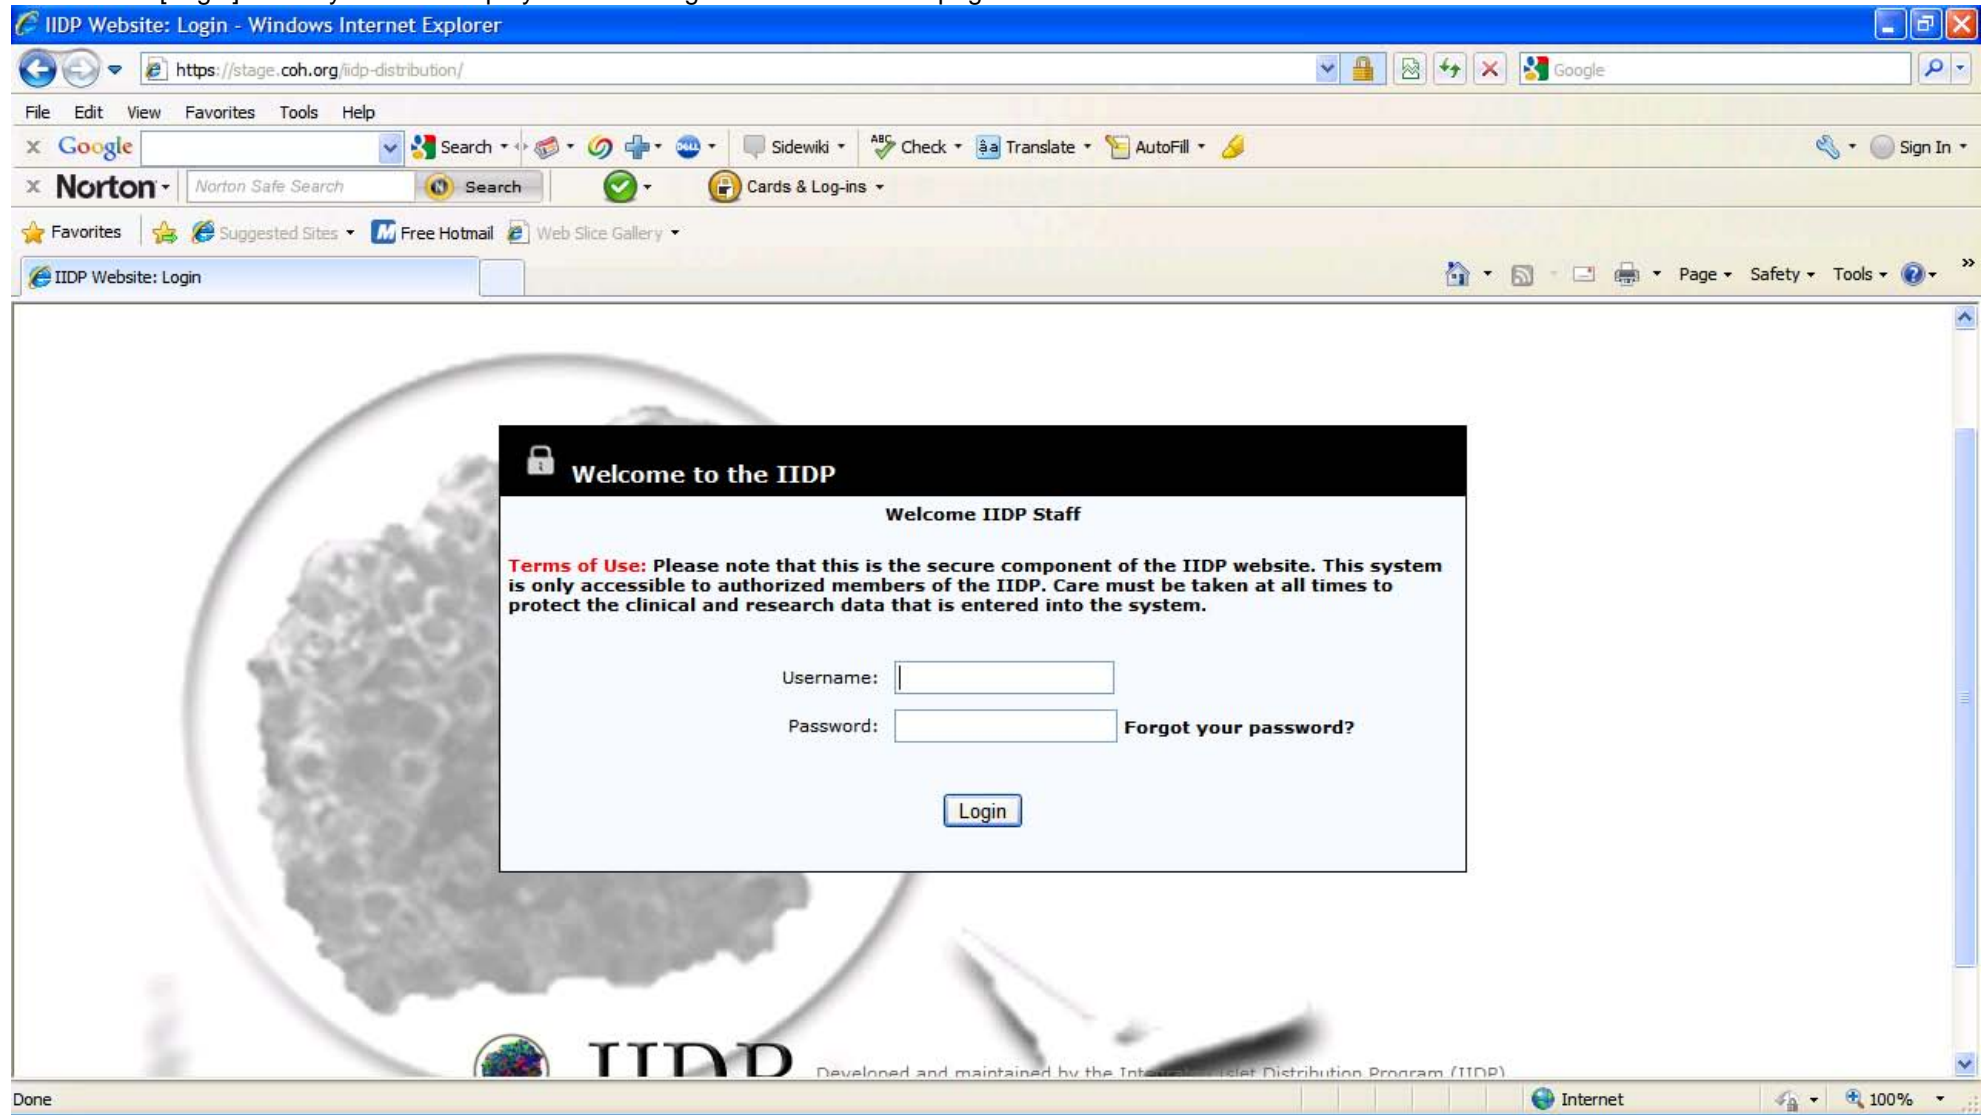 IIDP Website: Login - Windows Internet Explorer
https://stage.coh.org/iidp-distribution/
Google
File Edit View Favorites Tools Help
x Google Search Sidewiki ABC Check Translate AutoFill Sign In
x Norton Norton Safe Search Search Cards & Log-ins
Favorites Suggested Sites Free Hotmail Web Slice Gallery
IIDP Website: Login Page Safety Tools »
Welcome to the IIDP
Welcome IIDP Staff
Terms of Use: Please note that this is the secure component of the IIDP website. This system
is only accessible to authorized members of the IIDP. Care must be taken at all times to
protect the clinical and research data that is entered into the system.
Username:
Password: Forgot your password?
Login
IIDP Developed and maintained by the Integrated Islet Distribution Program (IIDP)
Done Internet 100%